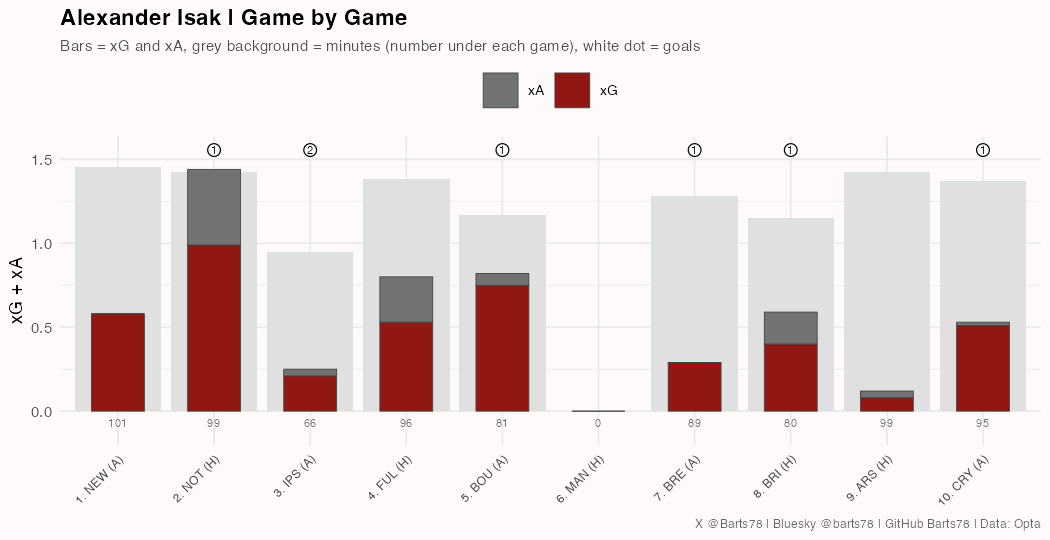 Alexander Isak | Game by Game
Bars = xG and xA, grey background = minutes (number under each game), white dot = goals
xA xG
1 2 1 1 1 1
1.5
1.0
0.5
0.0
xG + xA
101 99 66 96 81 0 89 80 99 95
1. NEW (A)
2. NOT (H)
3. IPS (A)
4. FUL (H)
5. BOU (A)
6. MAN (H)
7. BRE (A)
8. BRI (H)
9. ARS (H)
10. CRY (A)
X @Barts78 | Bluesky @barts78 | GitHub Barts78 | Data: Opta